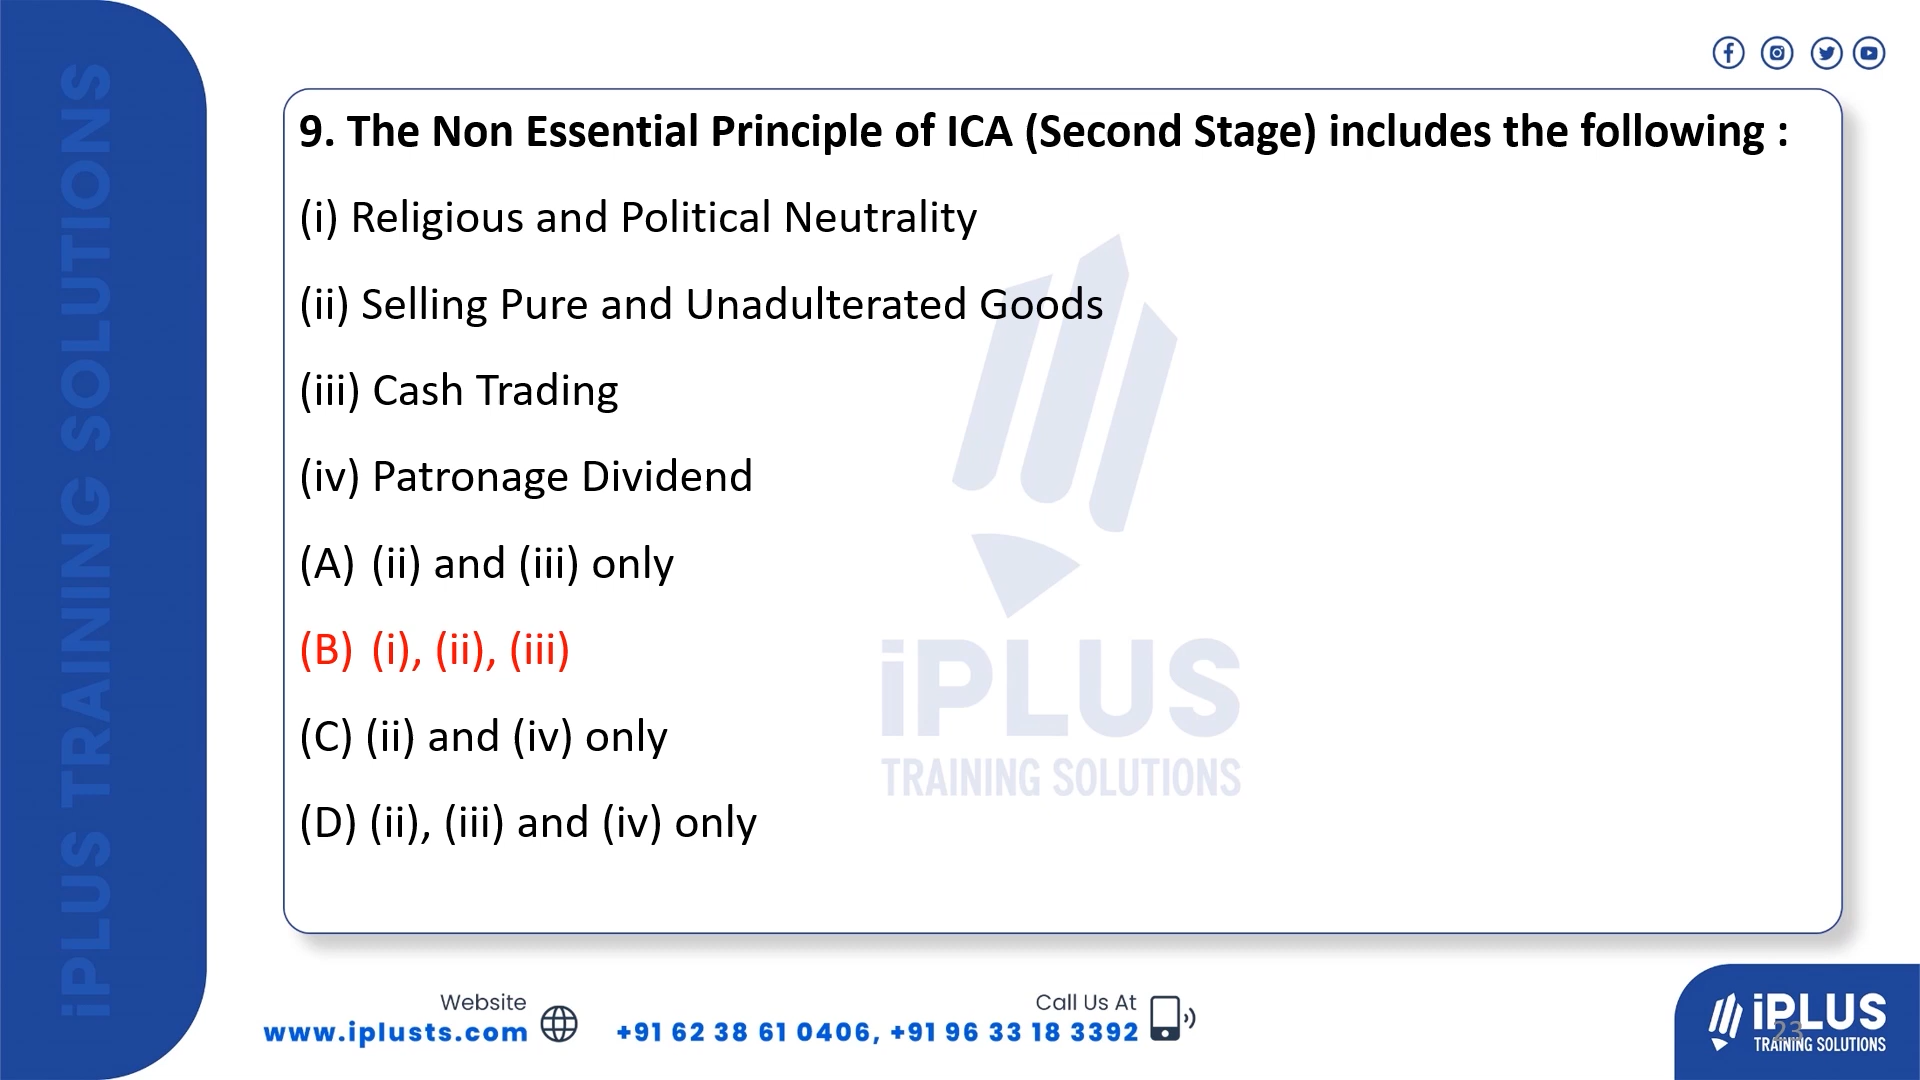 iPLUS TRAINING SOLUTIONS
9. The Non Essential Principle of ICA (Second Stage) includes the following :
(i) Religious and Political Neutrality
(ii) Selling Pure and Unadulterated Goods
(iii) Cash Trading
(iv) Patronage Dividend
(A) (ii) and (iii) only
(B) (i), (ii), (iii)
(C) (ii) and (iv) only
(D) (ii), (iii) and (iv) only
iPLUS
TRAINING SOLUTIONS
Website
www.iplusts.com
Call Us At
+91 62 38 61 0406, +91 96 33 18 3392
iPLUS
TRAINING SOLUTIONS
23